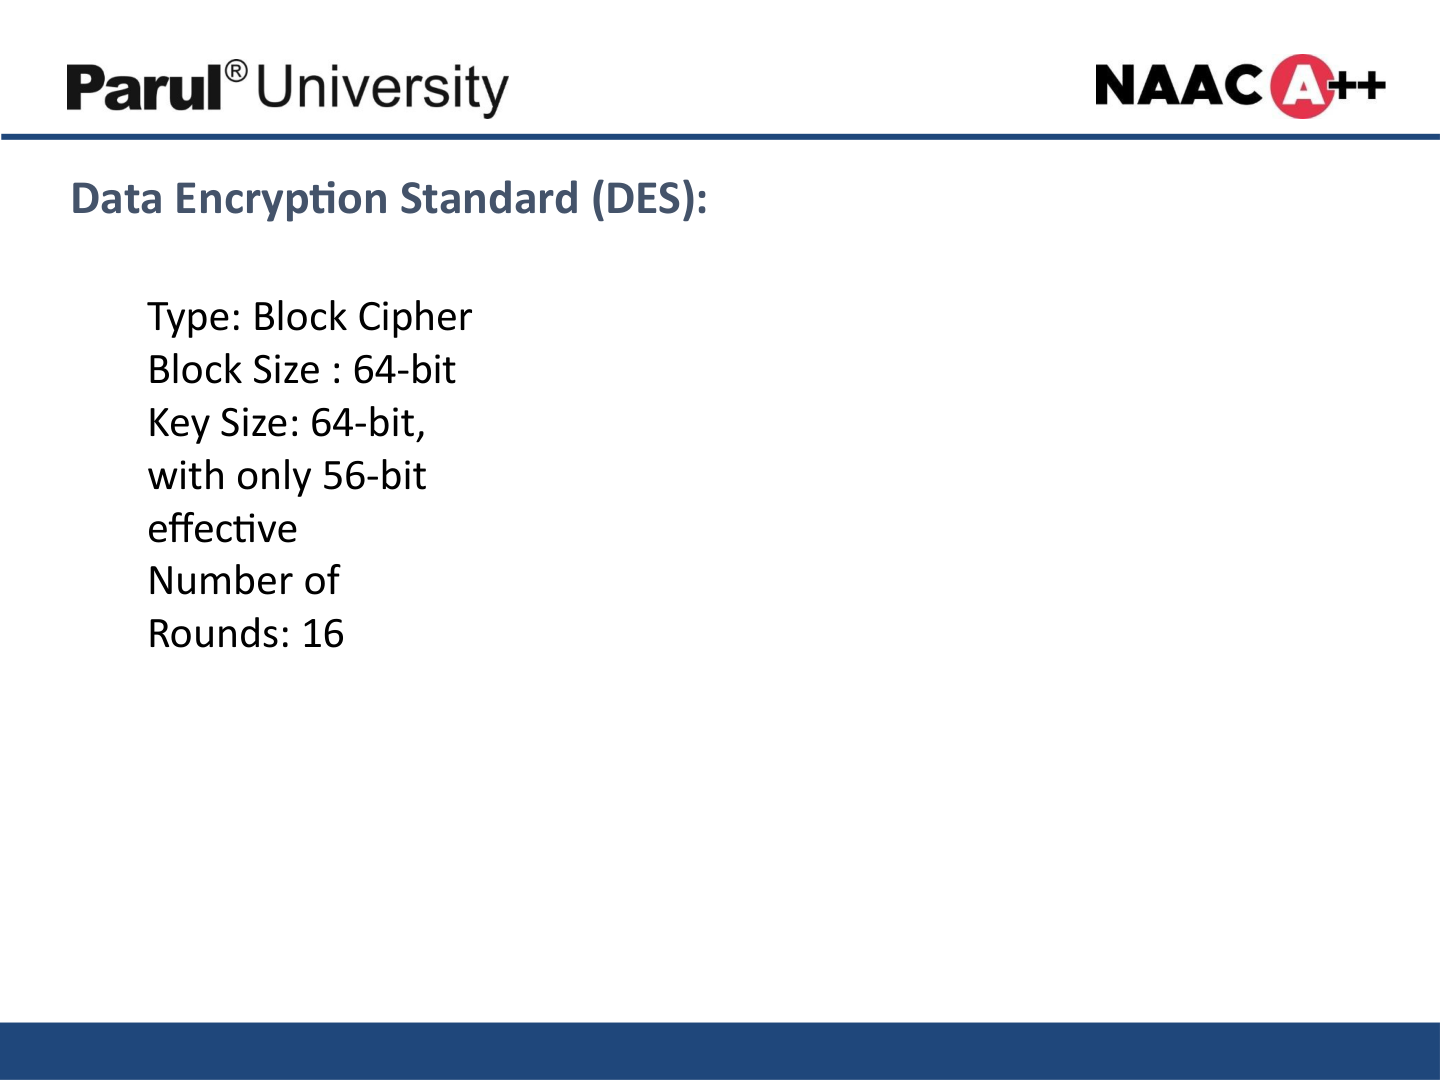 Parul® University
NAAC A++
Data Encryption Standard (DES):
Type: Block Cipher
Block Size : 64-bit
Key Size: 64-bit,
with only 56-bit
effective
Number of
Rounds: 16